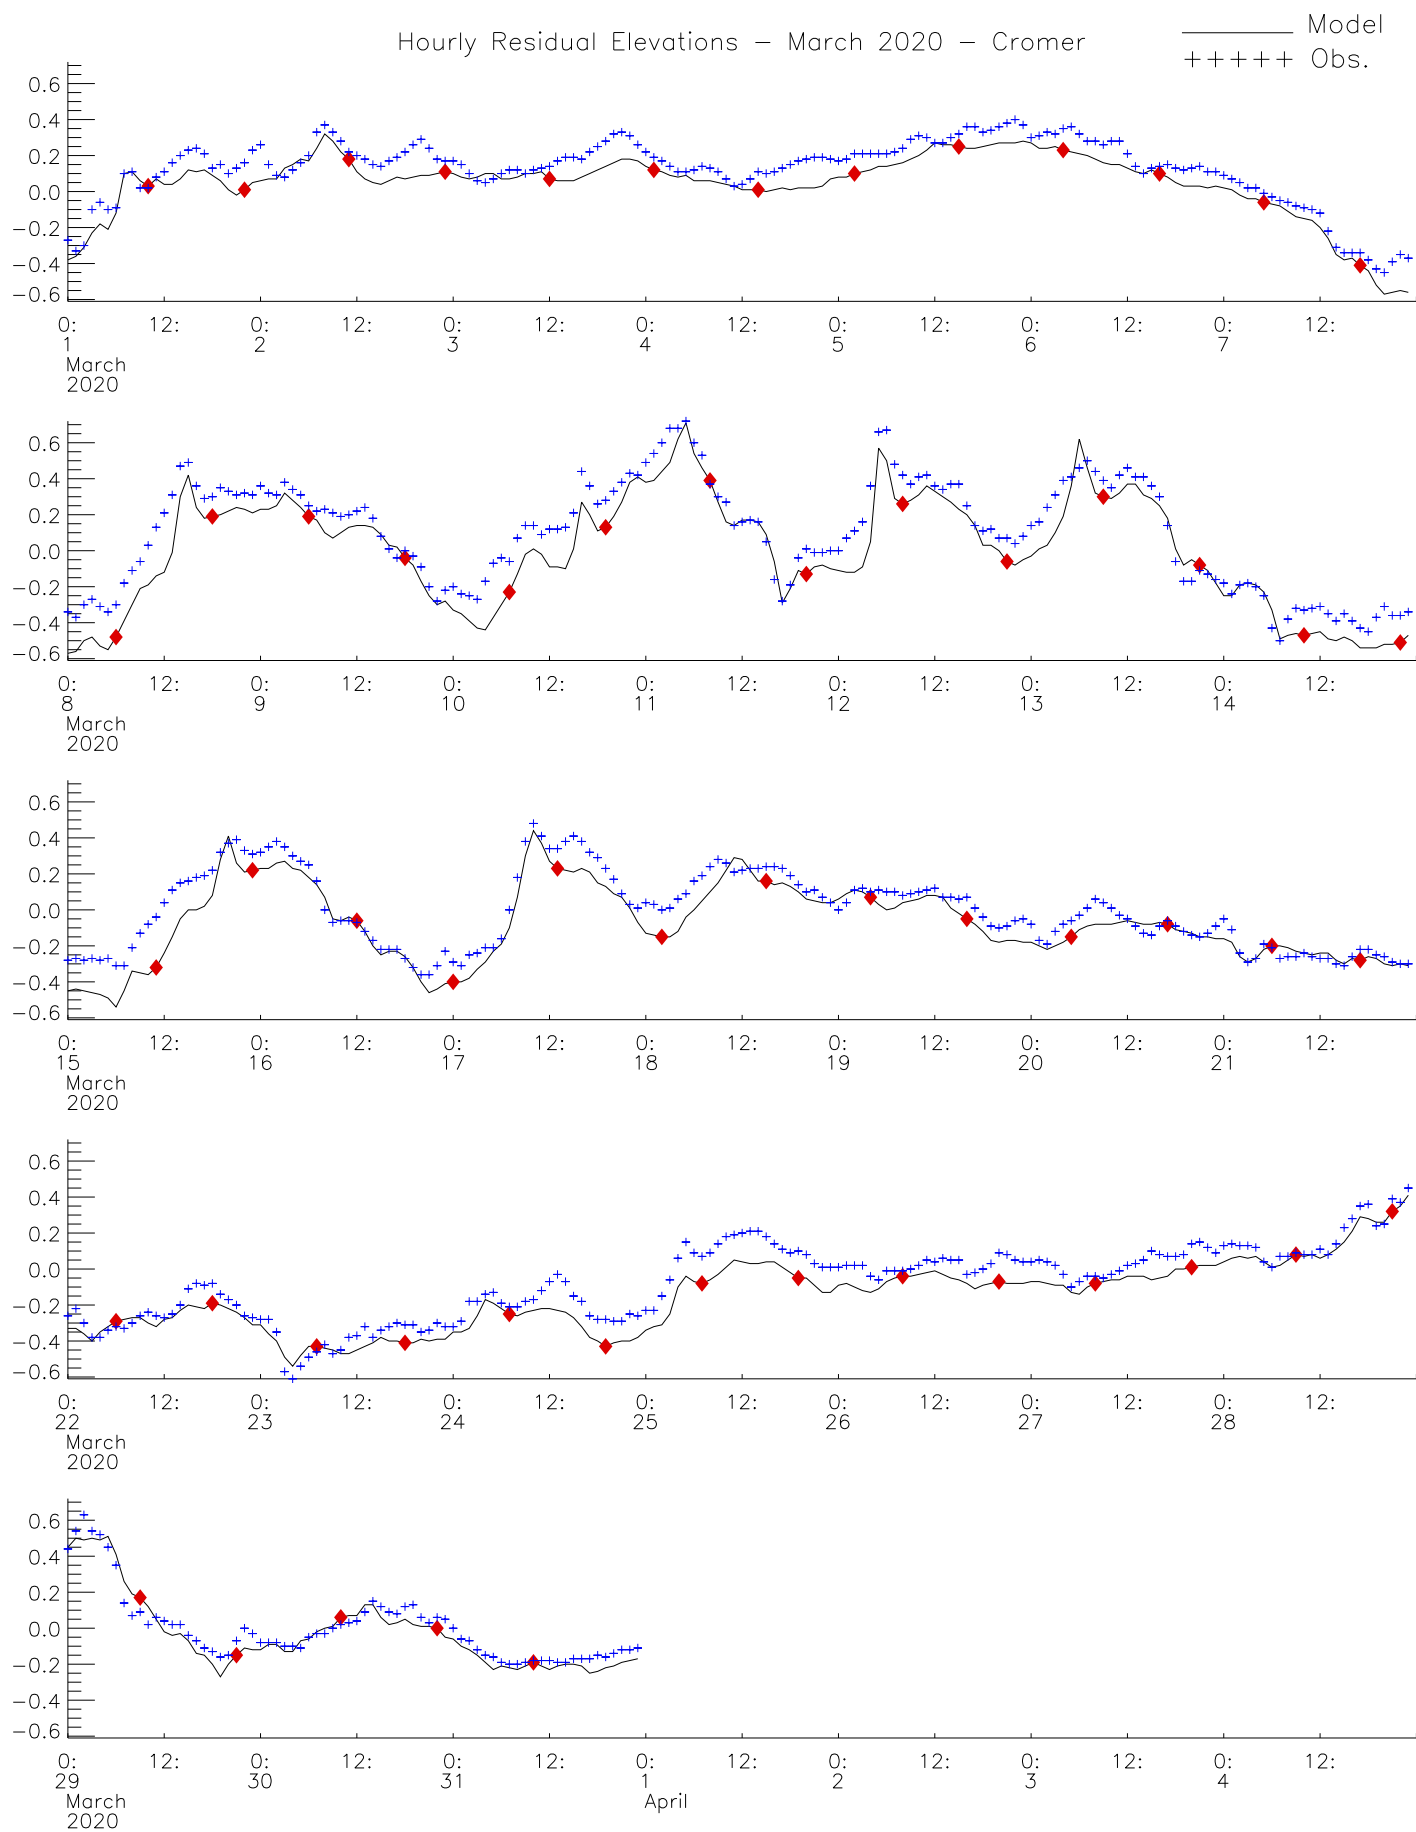 Hourly Residual Elevations – March 2020 – Cromer
Model
+++++ Obs.
0.6
0.4
0.2
0.0
−0.2
−0.4
−0.6
0: 12: 0: 12: 0: 12: 0: 12: 0: 12: 0: 12: 0: 12:
1 2 3 4 5 6 7
March
2020
0.6
0.4
0.2
0.0
−0.2
−0.4
−0.6
0: 12: 0: 12: 0: 12: 0: 12: 0: 12: 0: 12: 0: 12:
8 9 10 11 12 13 14
March
2020
0.6
0.4
0.2
0.0
−0.2
−0.4
−0.6
0: 12: 0: 12: 0: 12: 0: 12: 0: 12: 0: 12: 0: 12:
15 16 17 18 19 20 21
March
2020
0.6
0.4
0.2
0.0
−0.2
−0.4
−0.6
0: 12: 0: 12: 0: 12: 0: 12: 0: 12: 0: 12: 0: 12:
22 23 24 25 26 27 28
March
2020
0.6
0.4
0.2
0.0
−0.2
−0.4
−0.6
0: 12: 0: 12: 0: 12: 0: 12: 0: 12: 0: 12: 0: 12:
29 30 31 1 2 3 4
March April
2020